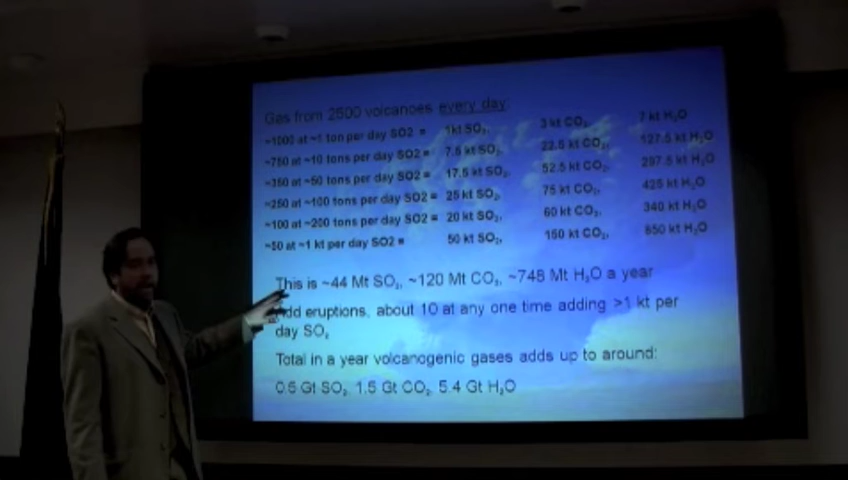 Gas from 2500 volcanoes every day:
~1000 at ~1 ton per day SO2 = 1kt SO₂, 3 kt CO₂, 7 kt H₂O
~750 at ~10 tons per day SO2 = 7.5 kt SO₂, 22.5 kt CO₂, 127.5 kt H₂O
~350 at ~50 tons per day SO2 = 17.5 kt SO₂, 52.5 kt CO₂, 297.5 kt H₂O
~250 at ~100 tons per day SO2 = 25 kt SO₂, 75 kt CO₂, 425 kt H₂O
~100 at ~200 tons per day SO2 = 20 kt SO₂, 60 kt CO₂, 340 kt H₂O
~50 at ~1 kt per day SO2 = 50 kt SO₂, 150 kt CO₂, 850 kt H₂O
This is ~44 Mt SO₂, ~120 Mt CO₂, ~748 Mt H₂O a year
Add eruptions, about 10 at any one time adding >1 kt per
day SO₂
Total in a year volcanogenic gases adds up to around:
0.5 Gt SO₂, 1.5 Gt CO₂, 5.4 Gt H₂O